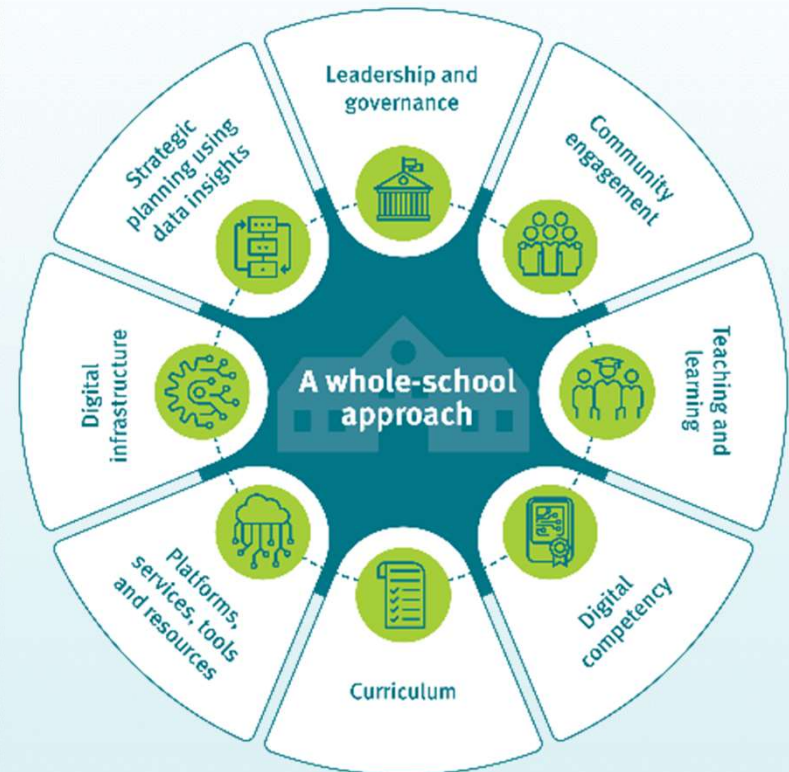 Leadership and
governance
Community
engagement
Teaching and
learning
Digital
competency
Curriculum
Platforms,
services, tools
and resources
Digital
infrastructure
Strategic
planning using
data insights
A whole-school
approach